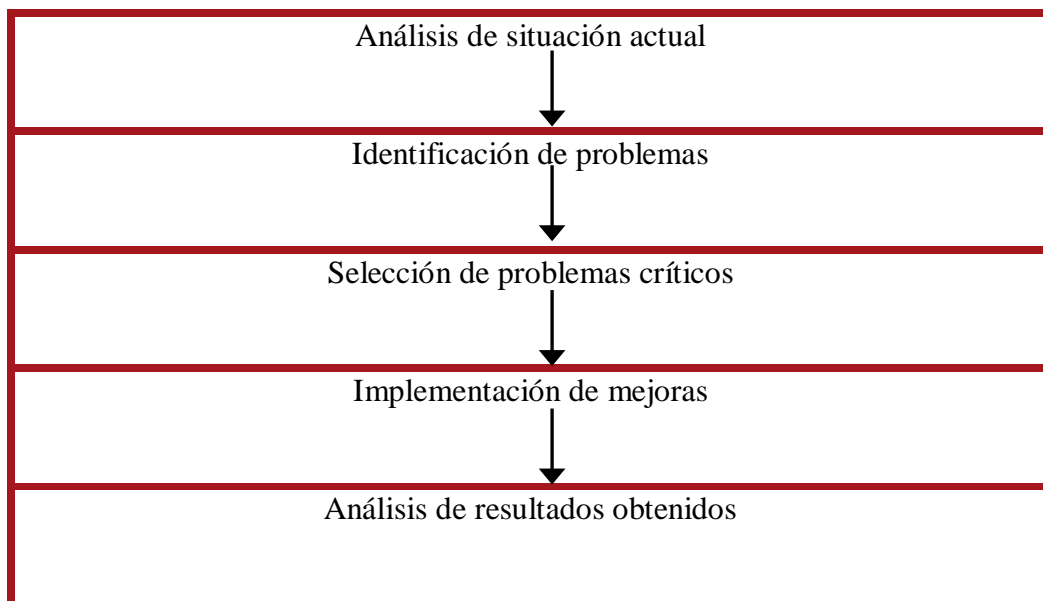 Análisis de situación actual
Identificación de problemas
Selección de problemas críticos
Implementación de mejoras
Análisis de resultados obtenidos